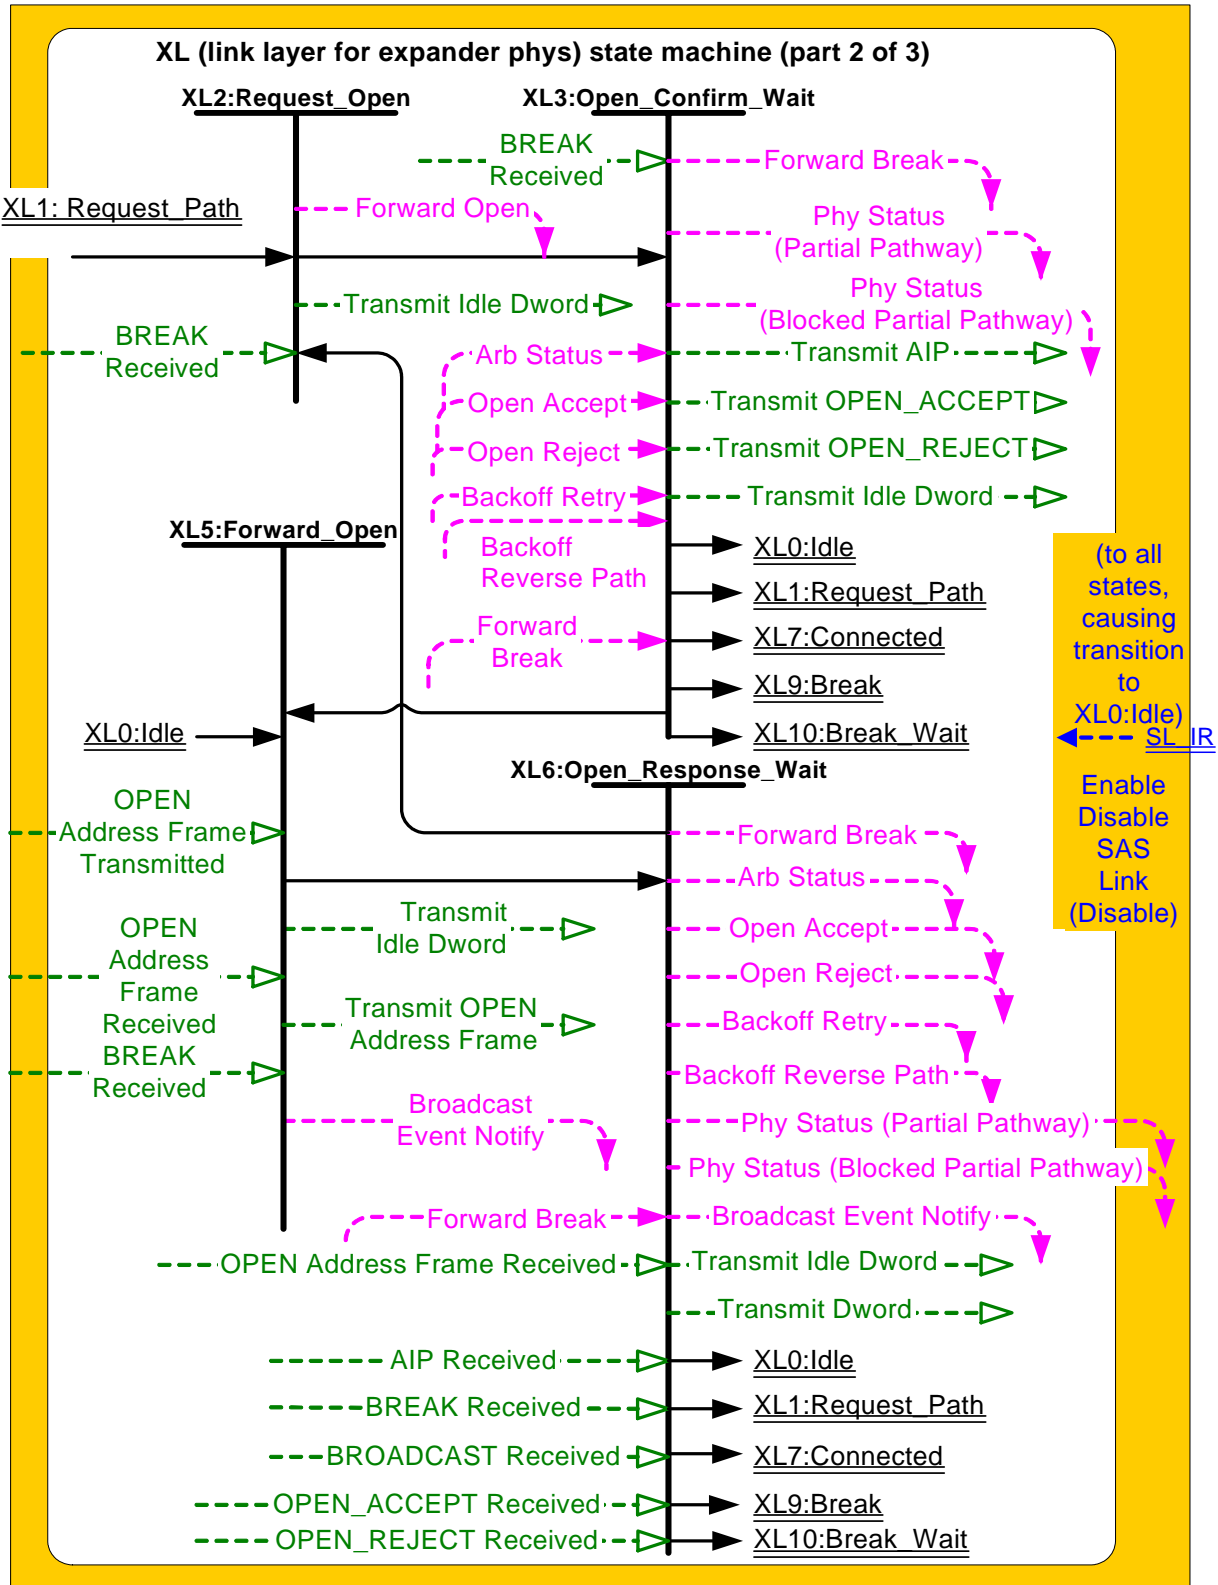 XL (link layer for expander phys) state machine (part 2 of 3)
XL2:Request_Open
XL3:Open_Confirm_Wait
BREAK
Received
Forward Break
XL1: Request_Path
Forward Open
Phy Status
(Partial Pathway)
Transmit Idle Dword
Phy Status
(Blocked Partial Pathway)
BREAK
Received
Arb Status
Transmit AIP
Open Accept
Transmit OPEN_ACCEPT
Open Reject
Transmit OPEN_REJECT
Backoff Retry
Transmit Idle Dword
XL5:Forward_Open
Backoff
Reverse Path
XL0:Idle
XL1:Request_Path
Forward
Break
XL7:Connected
XL9:Break
XL0:Idle
XL10:Break_Wait
(to all
states,
causing
transition
to
XL0:Idle)
SL_IR
Enable
Disable
SAS
Link
(Disable)
XL6:Open_Response_Wait
OPEN
Address Frame
Transmitted
Forward Break
Arb Status
Transmit
Idle Dword
Open Accept
OPEN
Address
Frame
Received
Open Reject
Transmit OPEN
Address Frame
Backoff Retry
BREAK
Received
Backoff Reverse Path
Broadcast
Event Notify
Phy Status (Partial Pathway)
Phy Status (Blocked Partial Pathway)
Forward Break
Broadcast Event Notify
OPEN Address Frame Received
Transmit Idle Dword
Transmit Dword
AIP Received
XL0:Idle
BREAK Received
XL1:Request_Path
BROADCAST Received
XL7:Connected
OPEN_ACCEPT Received
XL9:Break
OPEN_REJECT Received
XL10:Break_Wait